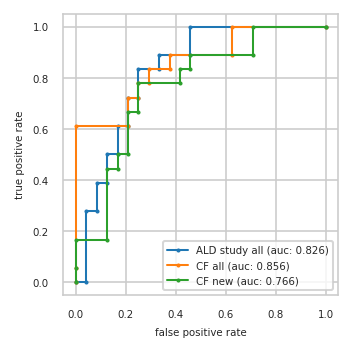 1.0
0.8
0.6
0.4
0.2
0.0
true positive rate
ALD study all (auc: 0.826)
CF all (auc: 0.856)
CF new (auc: 0.766)
0.0 0.2 0.4 0.6 0.8 1.0
false positive rate